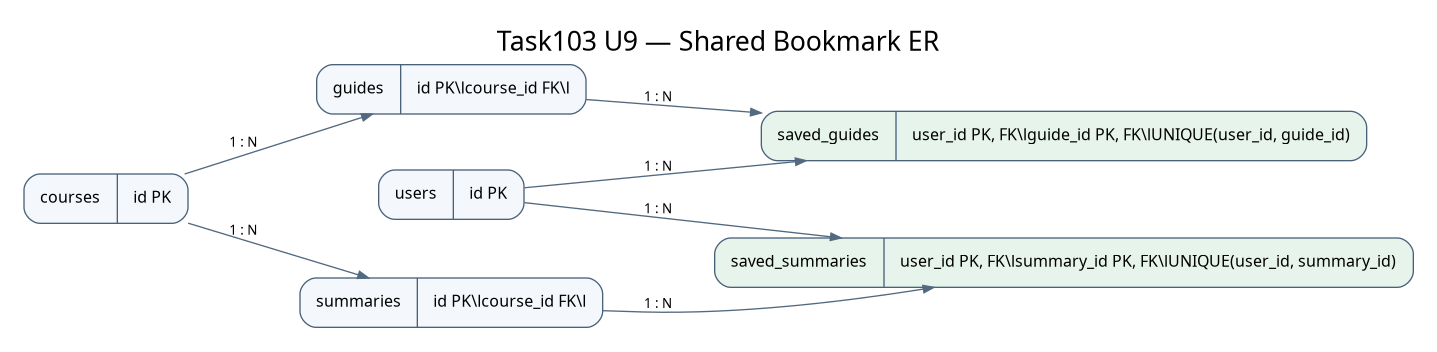 Task103 U9 — Shared Bookmark ER
guides
id PK\lcourse_id FK\l
1 : N
saved_guides
user_id PK, FK\lguide_id PK, FK\lUNIQUE(user_id, guide_id)
1 : N
courses
id PK
users
id PK
1 : N
1 : N
1 : N
saved_summaries
user_id PK, FK\lsummary_id PK, FK\lUNIQUE(user_id, summary_id)
summaries
id PK\lcourse_id FK\l
1 : N